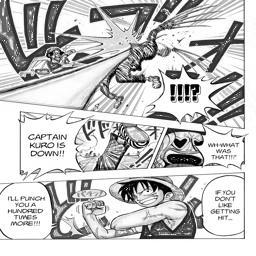 !!!?
WH-WHAT
WAS
THAT!!?
CAPTAIN
KURO IS
DOWN!!
IF YOU
DON'T
LIKE
GETTING
HIT...
I'LL PUNCH
YOU A
HUNDRED
TIMES
MORE!!!